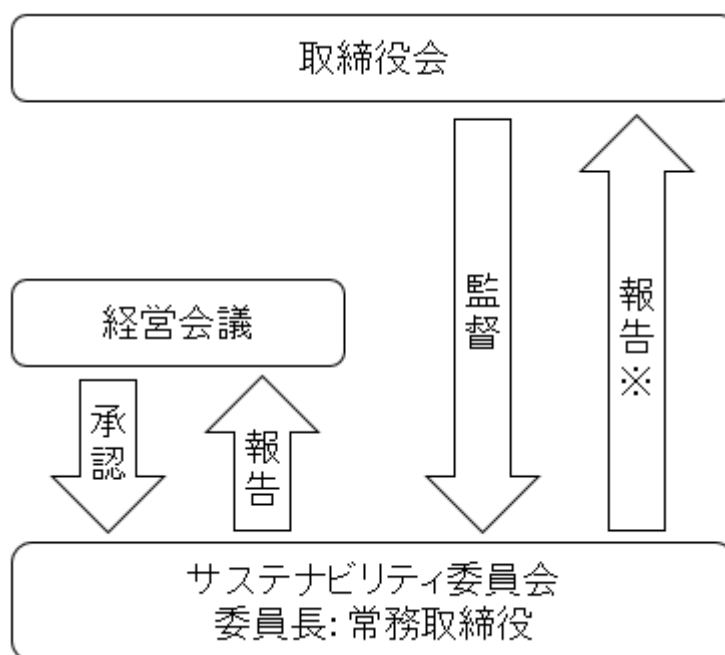 取締役会
監督
報告※
経営会議
承認
報告
サステナビリティ委員会
委員長: 常務取締役